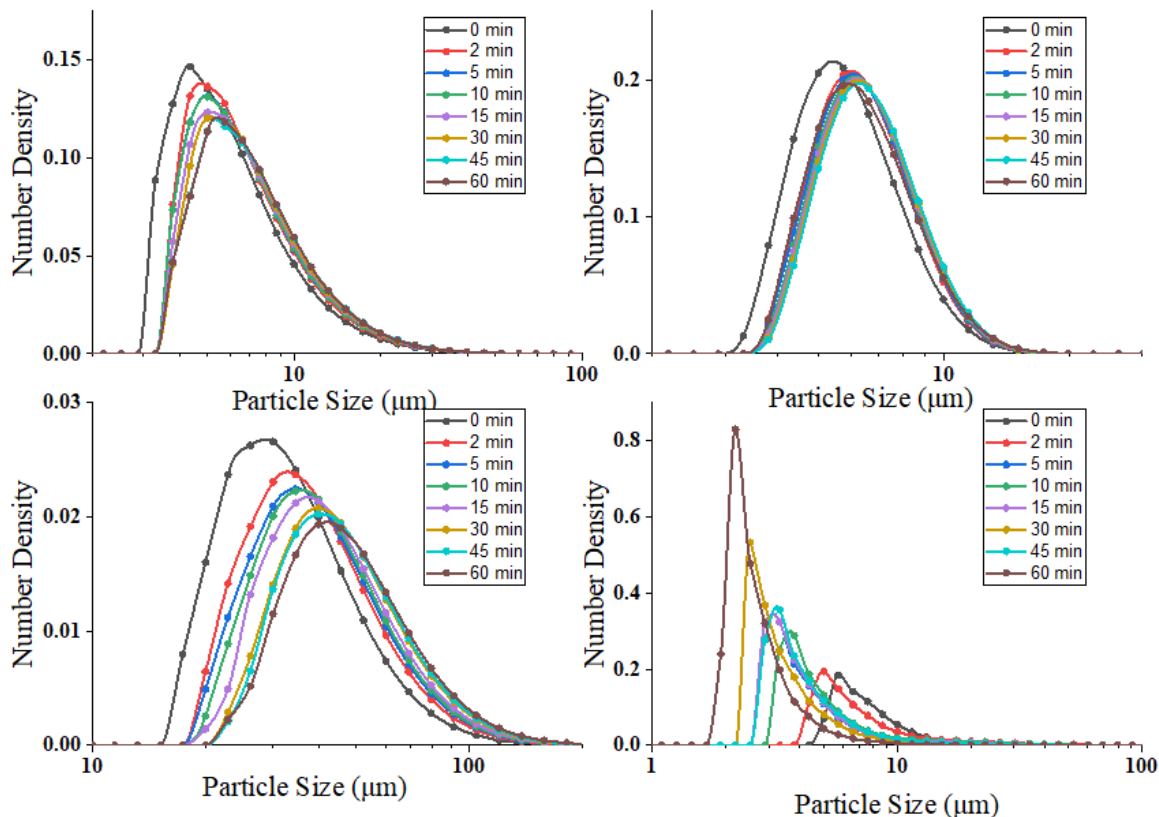 Number Density
0.15
0.10
0.05
0.00
10
100
Particle Size (μm)
0 min
2 min
5 min
10 min
15 min
30 min
45 min
60 min
Number Density
0.2
0.1
0.0
10
Particle Size (μm)
0 min
2 min
5 min
10 min
15 min
30 min
45 min
60 min
Number Density
0.03
0.02
0.01
0.00
10
100
Particle Size (μm)
0 min
2 min
5 min
10 min
15 min
30 min
45 min
60 min
Number Density
0.8
0.6
0.4
0.2
0.0
1
10
100
Particle Size (μm)
0 min
2 min
5 min
10 min
15 min
30 min
45 min
60 min